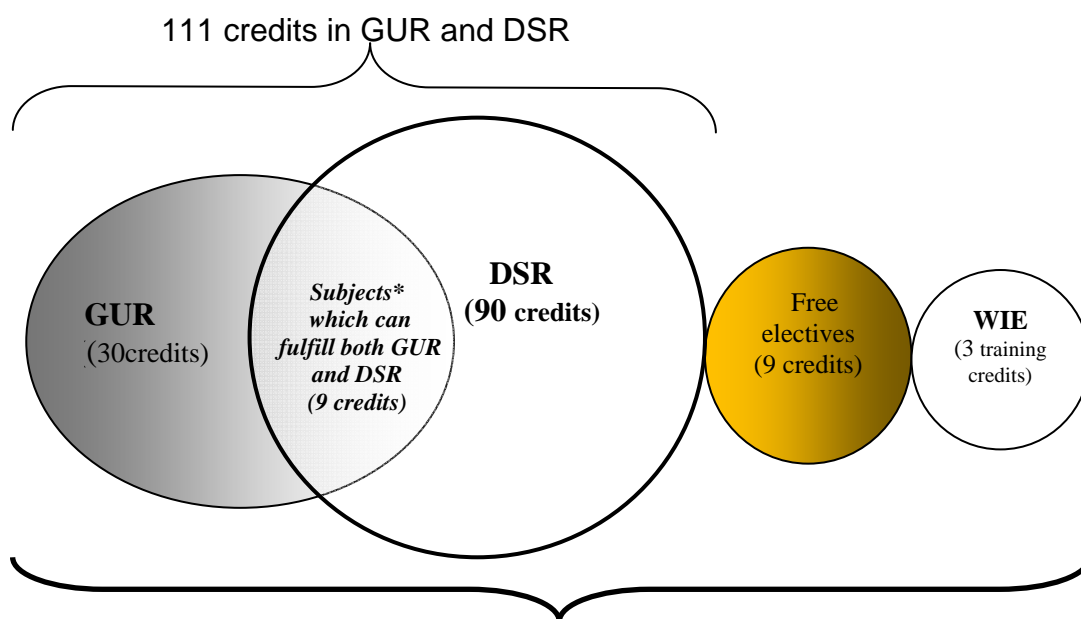 111 credits in GUR and DSR
GUR
(30credits)
Subjects*
which can
fulfill both GUR
and DSR
(9 credits)
DSR
(90 credits)
Free
electives
(9 credits)
WIE
(3 training
credits)